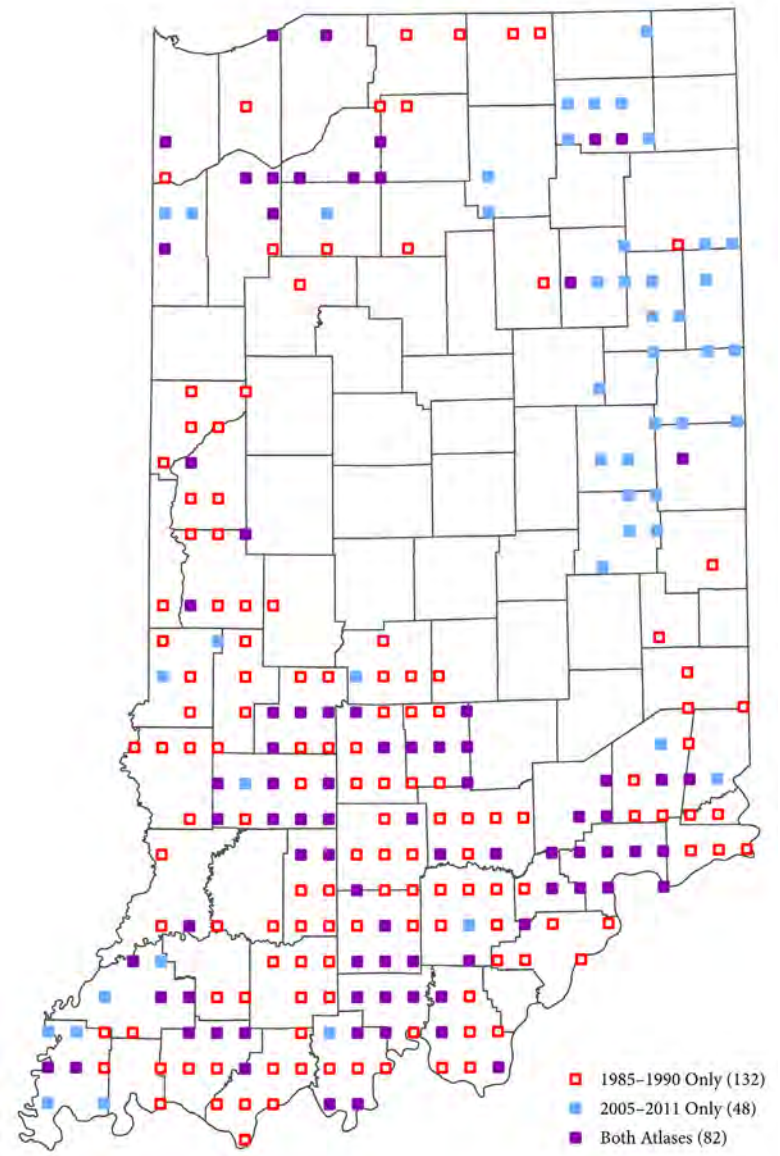 1985–1990 Only (132)
2005–2011 Only (48)
Both Atlases (82)